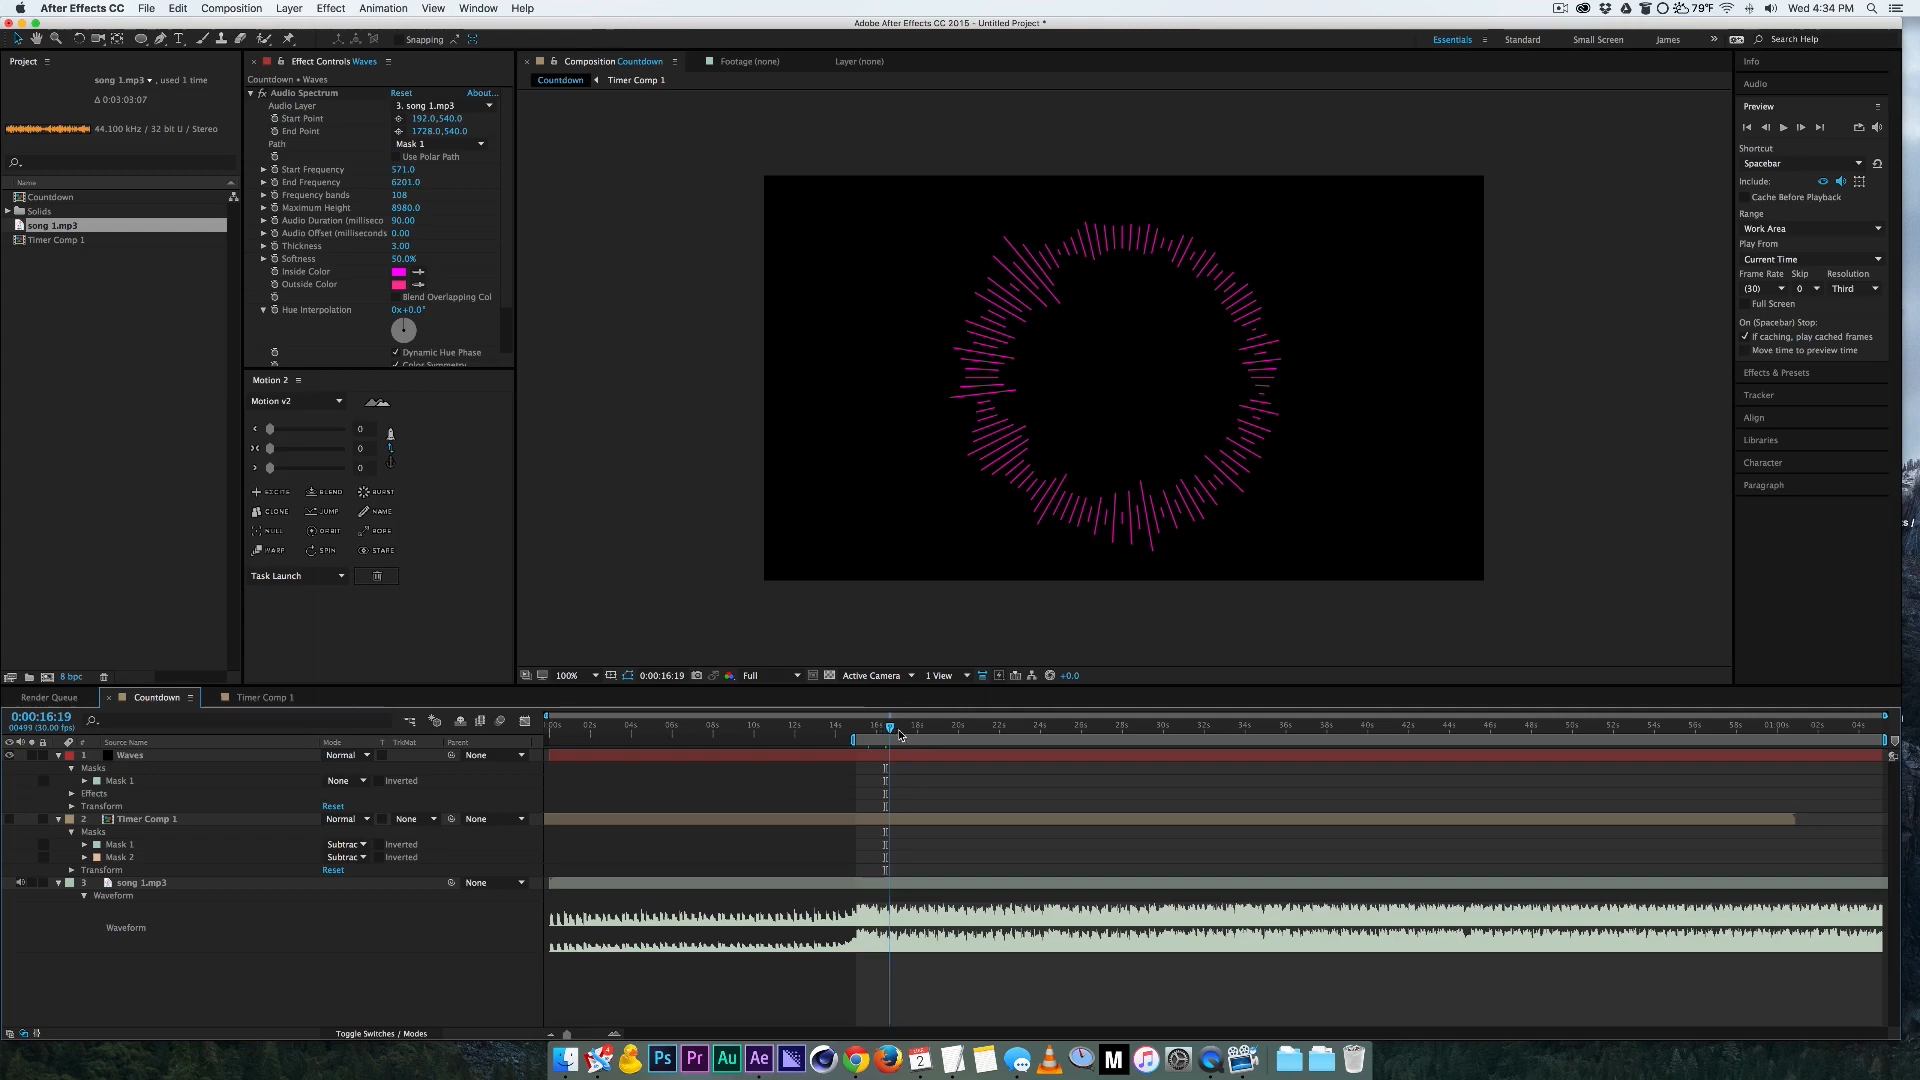 After Effects CC File Edit Composition Layer Effect Animation View Window Help 79°F Wed 4:34 PM
Adobe After Effects CC 2015 - Untitled Project *
Snapping Essentials Standard Small Screen James Search Help
Project
song 1.mp3 , used 1 time
Δ 0:03:03:07
44.100 kHz / 32 bit U / Stereo
Name
Countdown
Solids
song 1.mp3
Timer Comp 1
8 bpc
Effect Controls Waves
Countdown • Waves
fx Audio Spectrum Reset About...
Audio Layer 3. song 1.mp3
Start Point 192.0,540.0
End Point 1728.0,540.0
Path Mask 1
Use Polar Path
Start Frequency 571.0
End Frequency 6201.0
Frequency bands 108
Maximum Height 8980.0
Audio Duration (milliseco 90.00
Audio Offset (milliseconds 0.00
Thickness 3.00
Softness 50.0%
Inside Color
Outside Color
Blend Overlapping Col
Hue Interpolation 0x+0.0°
Dynamic Hue Phase
Color Symmetry
Motion 2
Motion v2
0
0
0
EXCITE BLEND BURST
CLONE JUMP NAME
NULL ORBIT ROPE
WARP SPIN STARE
Task Launch
Composition Countdown Footage (none) Layer (none)
Countdown Timer Comp 1
100% 0:00:16:19 Full Active Camera 1 View +0.0
Info
Audio
Preview
Shortcut
Spacebar
Include:
Cache Before Playback
Range
Work Area
Play From
Current Time
Frame Rate Skip Resolution
(30) 0 Third
Full Screen
On (Spacebar) Stop:
If caching, play cached frames
Move time to preview time
Effects & Presets
Tracker
Align
Libraries
Character
Paragraph
Render Queue Countdown Timer Comp 1
0:00:16:19
00499 (30.00 fps)
:00s 02s 04s 06s 08s 10s 12s 14s 16s 18s 20s 22s 24s 26s 28s 30s 32s 34s 36s 38s 40s 42s 44s 46s 48s 50s 52s 54s 56s 58s 01:00s 02s 04s
# Source Name Mode T TrkMat Parent
1 Waves Normal None
Masks
Mask 1 None Inverted
Effects
Transform Reset
2 Timer Comp 1 Normal None None
Masks
Mask 1 Subtrac Inverted
Mask 2 Subtrac Inverted
Transform Reset
3 song 1.mp3 None
Waveform
Waveform
Toggle Switches / Modes
Ps Pr Au Ae 2 M